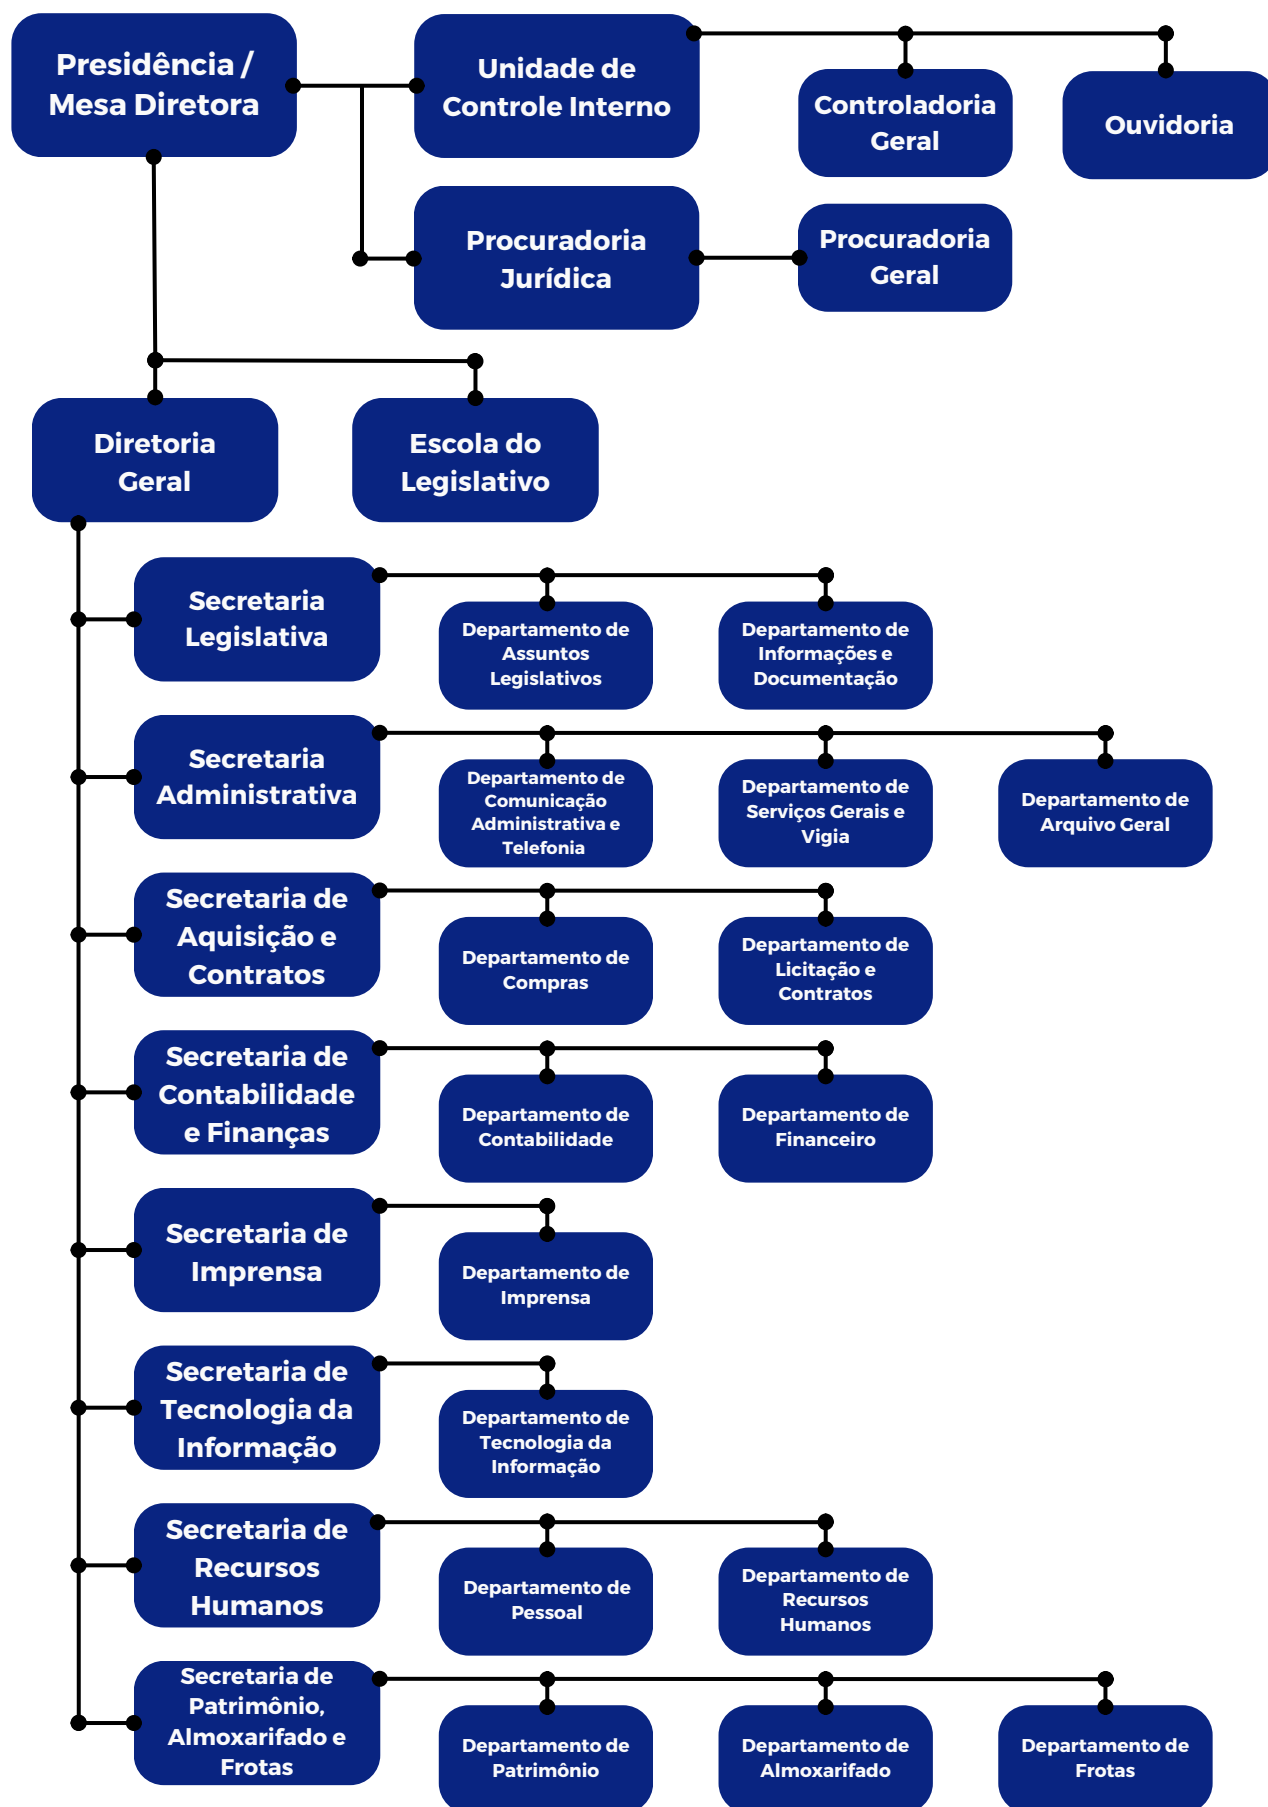 Presidência /
Mesa Diretora
Unidade de
Controle Interno
Controladoria
Geral
Ouvidoria
Procuradoria
Jurídica
Procuradoria
Geral
Diretoria
Geral
Escola do
Legislativo
Secretaria
Legislativa
Departamento de
Assuntos
Legislativos
Departamento de
Informações e
Documentação
Secretaria
Administrativa
Departamento de
Comunicação
Administrativa e
Telefonia
Departamento de
Serviços Gerais e
Vigia
Departamento de
Arquivo Geral
Secretaria de
Aquisição e
Contratos
Departamento de
Compras
Departamento de
Licitação e
Contratos
Secretaria de
Contabilidade
e Finanças
Departamento de
Contabilidade
Departamento de
Financeiro
Secretaria de
Imprensa
Departamento de
Imprensa
Secretaria de
Tecnologia da
Informação
Departamento de
Tecnologia da
Informação
Secretaria de
Recursos
Humanos
Departamento de
Pessoal
Departamento de
Recursos
Humanos
Secretaria de
Patrimônio,
Almoxarifado e
Frotas
Departamento de
Patrimônio
Departamento de
Almoxarifado
Departamento de
Frotas